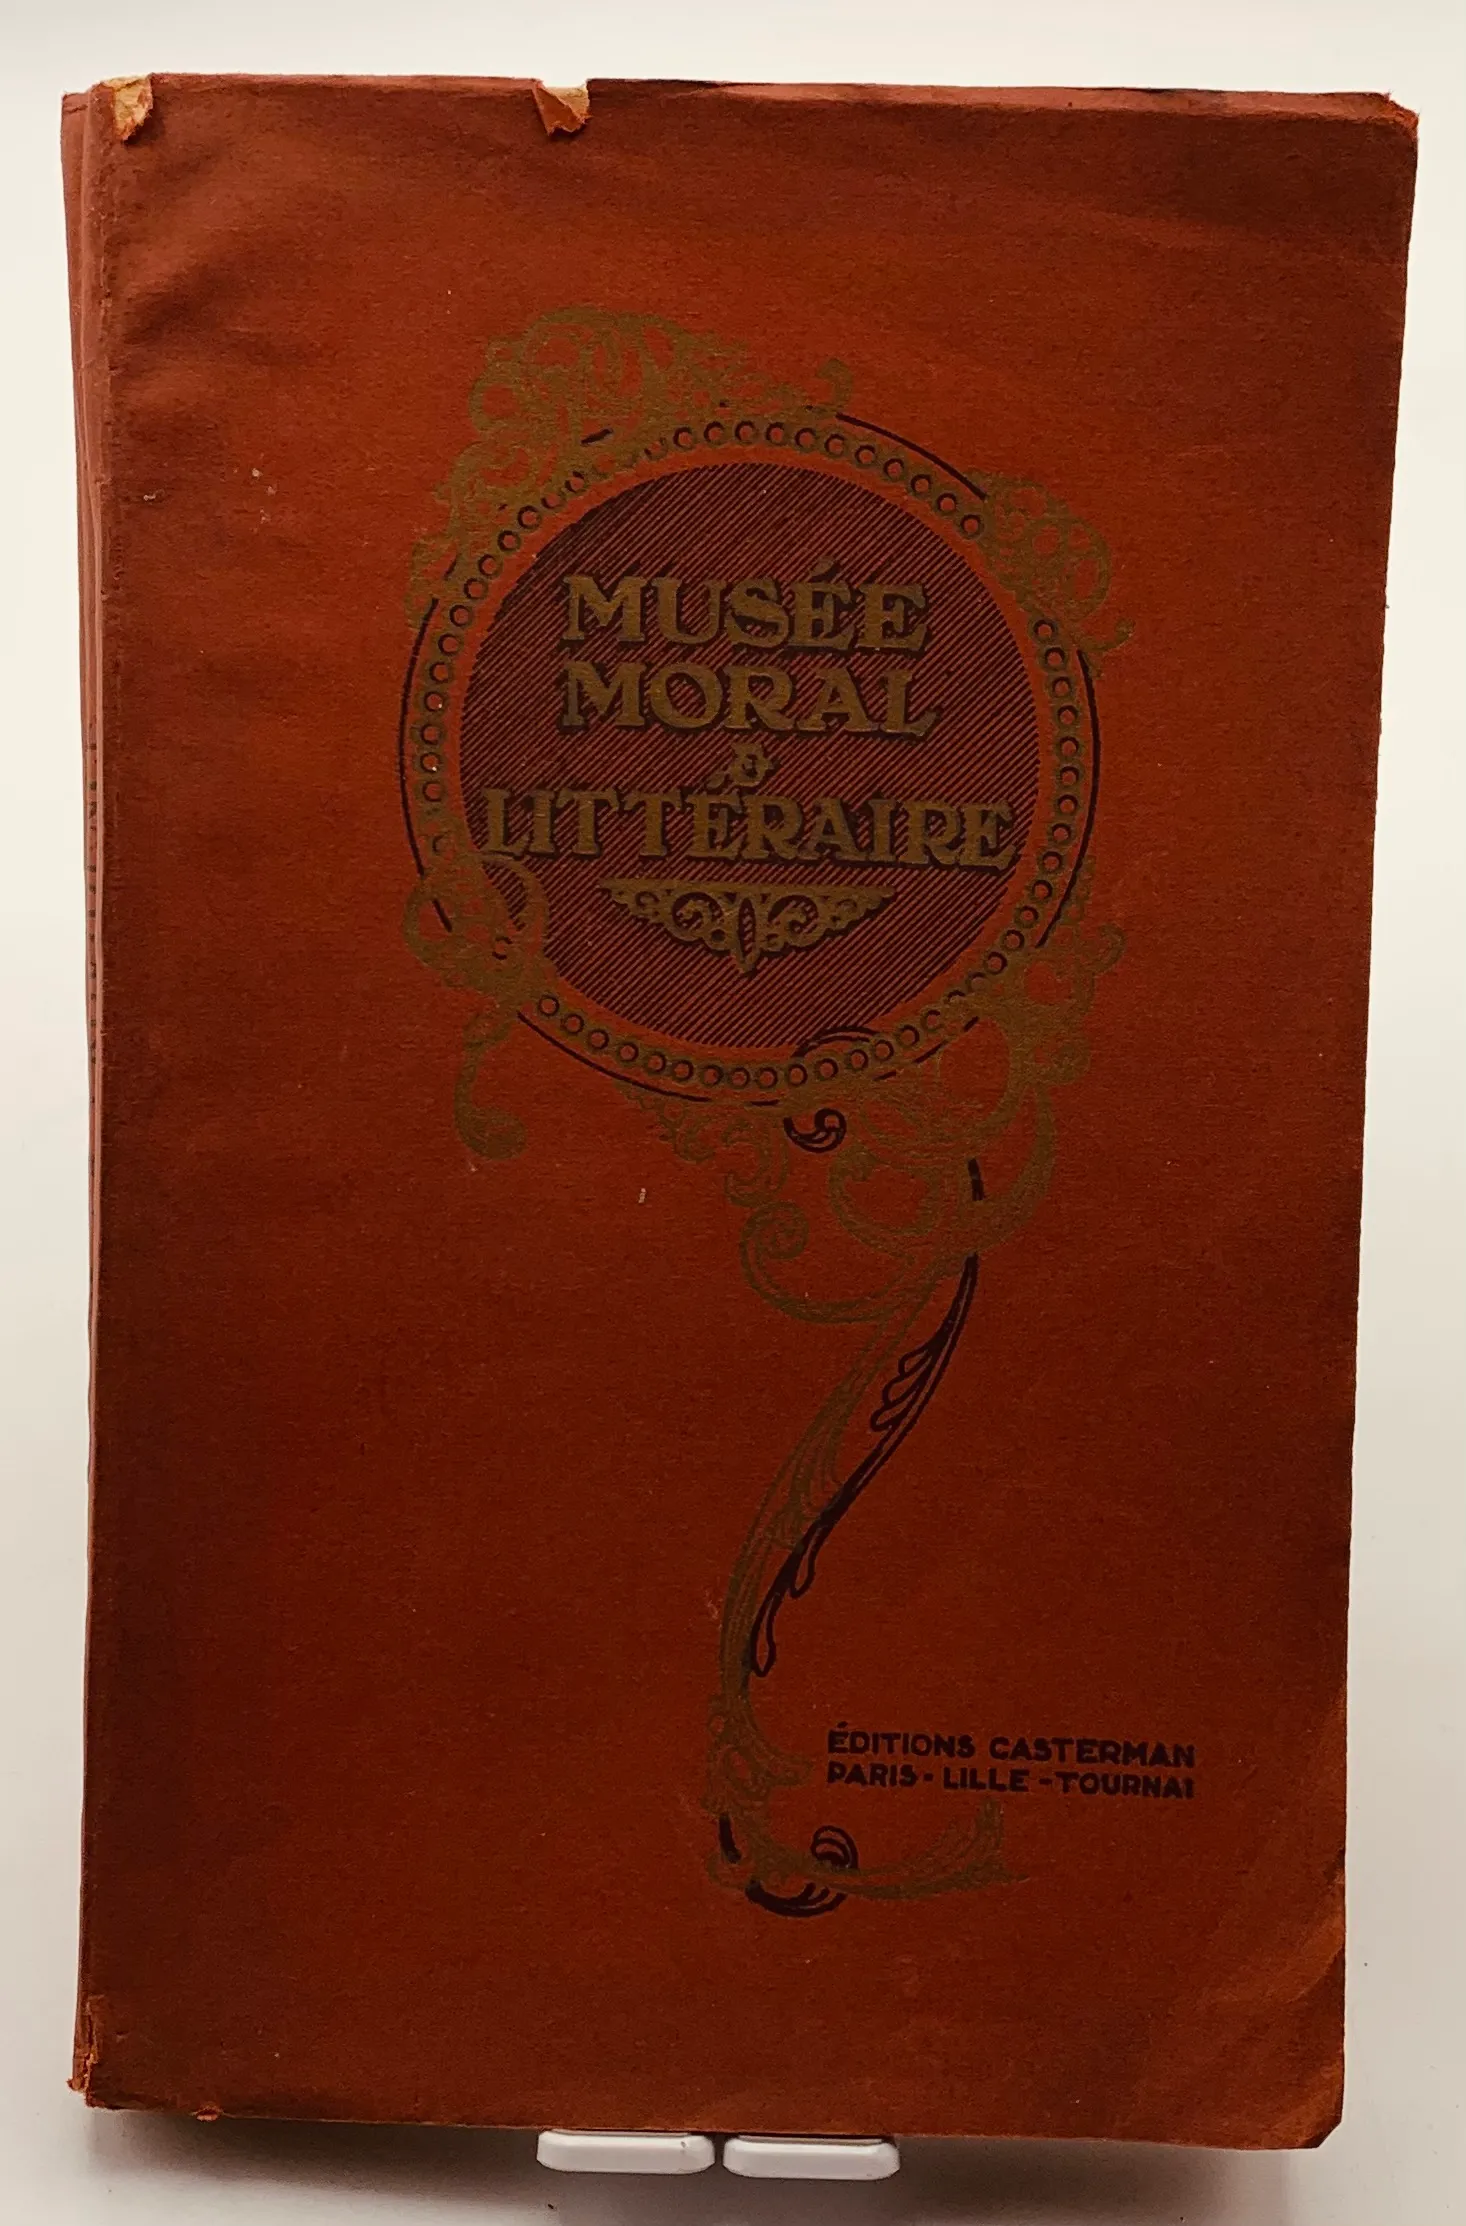 MUSÉE
MORAL
&
LITTÉRAIRE
ÉDITIONS CASTERMAN
PARIS - LILLE - TOURNAI